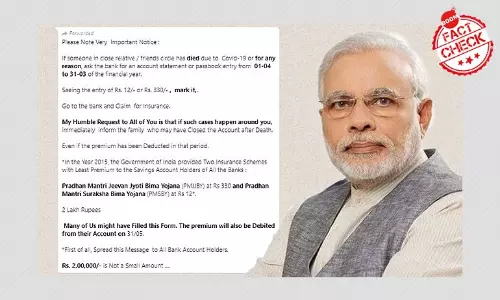 Forwarded
Please Note Very Important Notice :
If someone in close relative / friends circle has died due to Covid-19 or for any
reason, ask the bank for an account statement or passbook entry from 01-04
to 31-03 of the financial year.
Seeing the entry of Rs. 12/- or Rs. 330/- , mark it,.
Go to the bank and Claim for Insurance.
My Humble Request to All of You is that if such cases happen around you,
immediately inform the family who may have Closed the Account after Death.
Even if the premium has been Deducted in that period.
*In the Year 2015, the Government of India provided Two Insurance Schemes
with Least Premium to the Savings Account Holders of All the Banks :
Pradhan Mantri Jeevan Jyoti Bima Yojana (PMJJBY) at Rs 330 and Pradhan
Mantri Suraksha Bima Yojana (PMSBY) at Rs 12*.
2 Lakh Rupees
Many of Us might have Filled this Form. The premium will also be Debited
from their Account on 31/05.
*First of all, Spread this Message to All Bank Account Holders.
Rs. 2,00,000/- Is Not a Small Amount ...
BOOM
FACT
CHECK